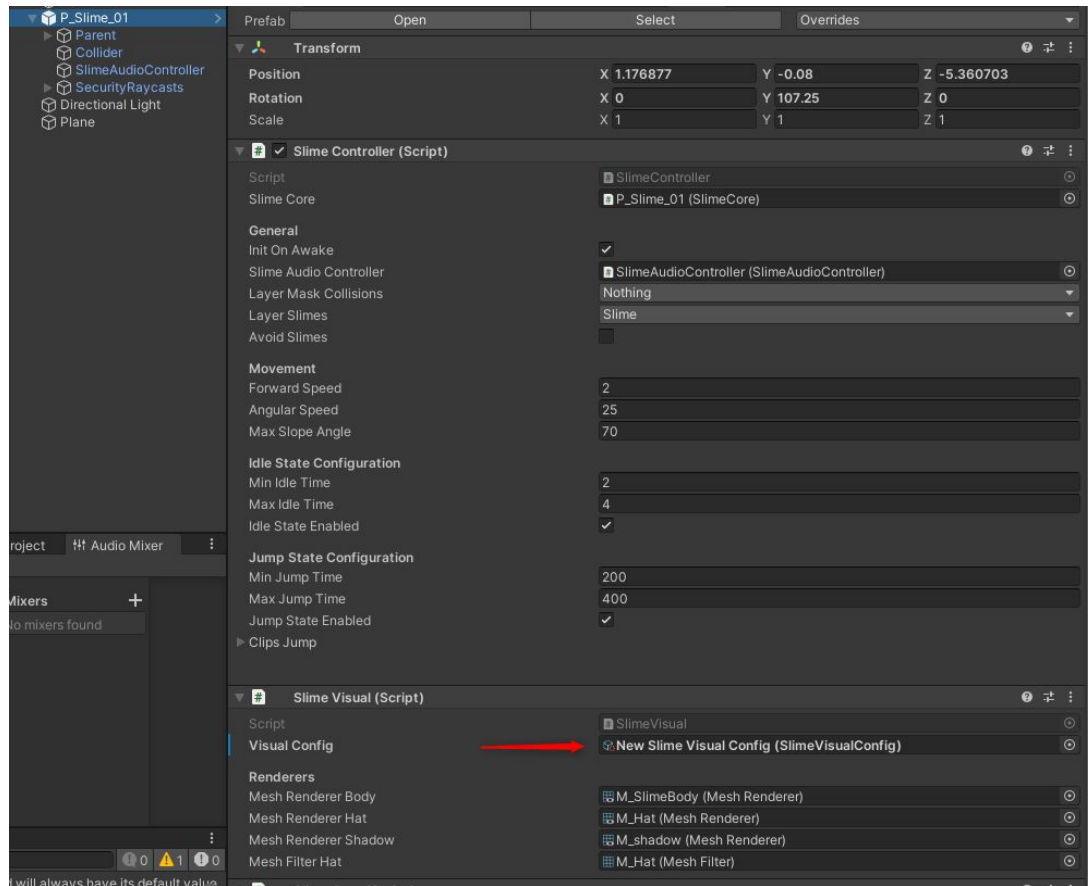 P_Slime_01
Parent
Collider
SlimeAudioController
SecurityRaycasts
Directional Light
Plane
roject Audio Mixer
Mixers +
No mixers found
0 1 0
d will always have its default value
Prefab Open Select Overrides
Transform
Position X 1.176877 Y -0.08 Z -5.360703
Rotation X 0 Y 107.25 Z 0
Scale X 1 Y 1 Z 1
# Slime Controller (Script)
Script SlimeController
Slime Core P_Slime_01 (SlimeCore)
General
Init On Awake
Slime Audio Controller SlimeAudioController (SlimeAudioController)
Layer Mask Collisions Nothing
Layer Slimes Slime
Avoid Slimes
Movement
Forward Speed 2
Angular Speed 25
Max Slope Angle 70
Idle State Configuration
Min Idle Time 2
Max Idle Time 4
Idle State Enabled
Jump State Configuration
Min Jump Time 200
Max Jump Time 400
Jump State Enabled
Clips Jump
# Slime Visual (Script)
Script SlimeVisual
Visual Config New Slime Visual Config (SlimeVisualConfig)
Renderers
Mesh Renderer Body M_SlimeBody (Mesh Renderer)
Mesh Renderer Hat M_Hat (Mesh Renderer)
Mesh Renderer Shadow M_shadow (Mesh Renderer)
Mesh Filter Hat M_Hat (Mesh Filter)